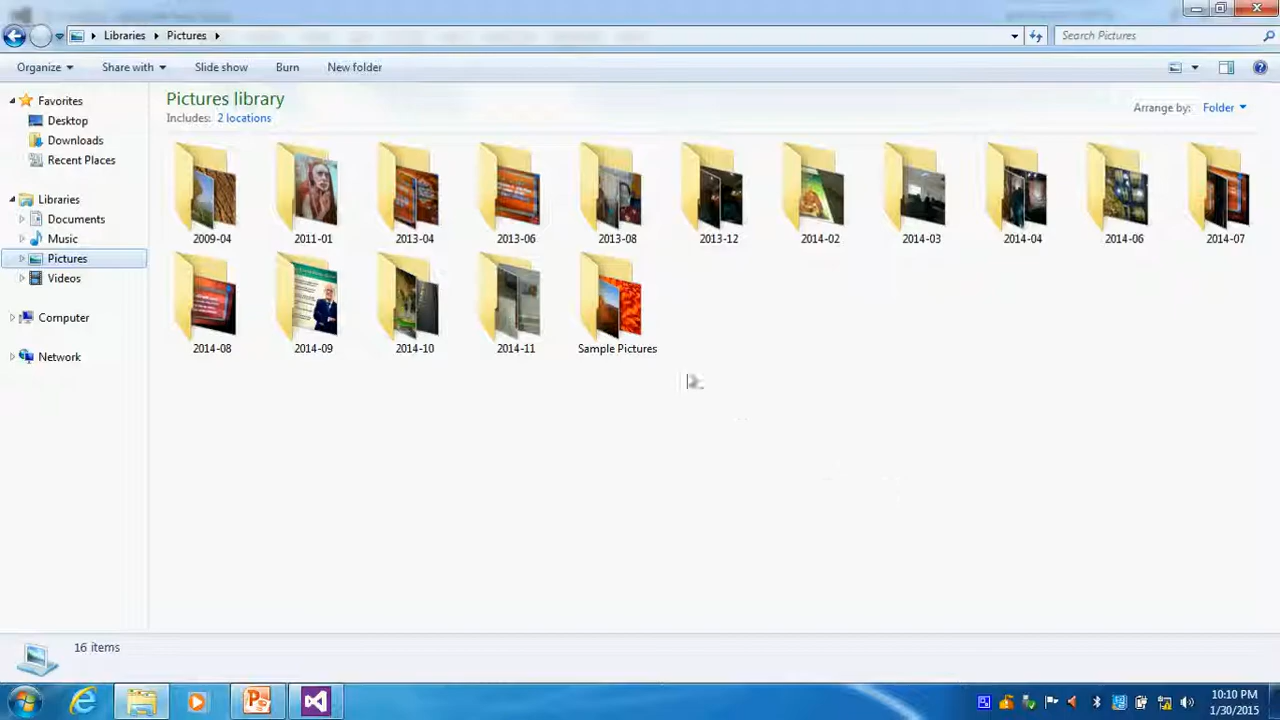 Libraries Pictures
Search Pictures
Organize Share with Slide show Burn New folder
Favorites
Desktop
Downloads
Recent Places
Libraries
Documents
Music
Pictures
Videos
Computer
Network
Pictures library
Includes: 2 locations
Arrange by: Folder
2009-04 2011-01 2013-04 2013-06 2013-08 2013-12 2014-02 2014-03 2014-04 2014-06 2014-07
2014-08 2014-09 2014-10 2014-11 Sample Pictures
16 items
10:10 PM
1/30/2015